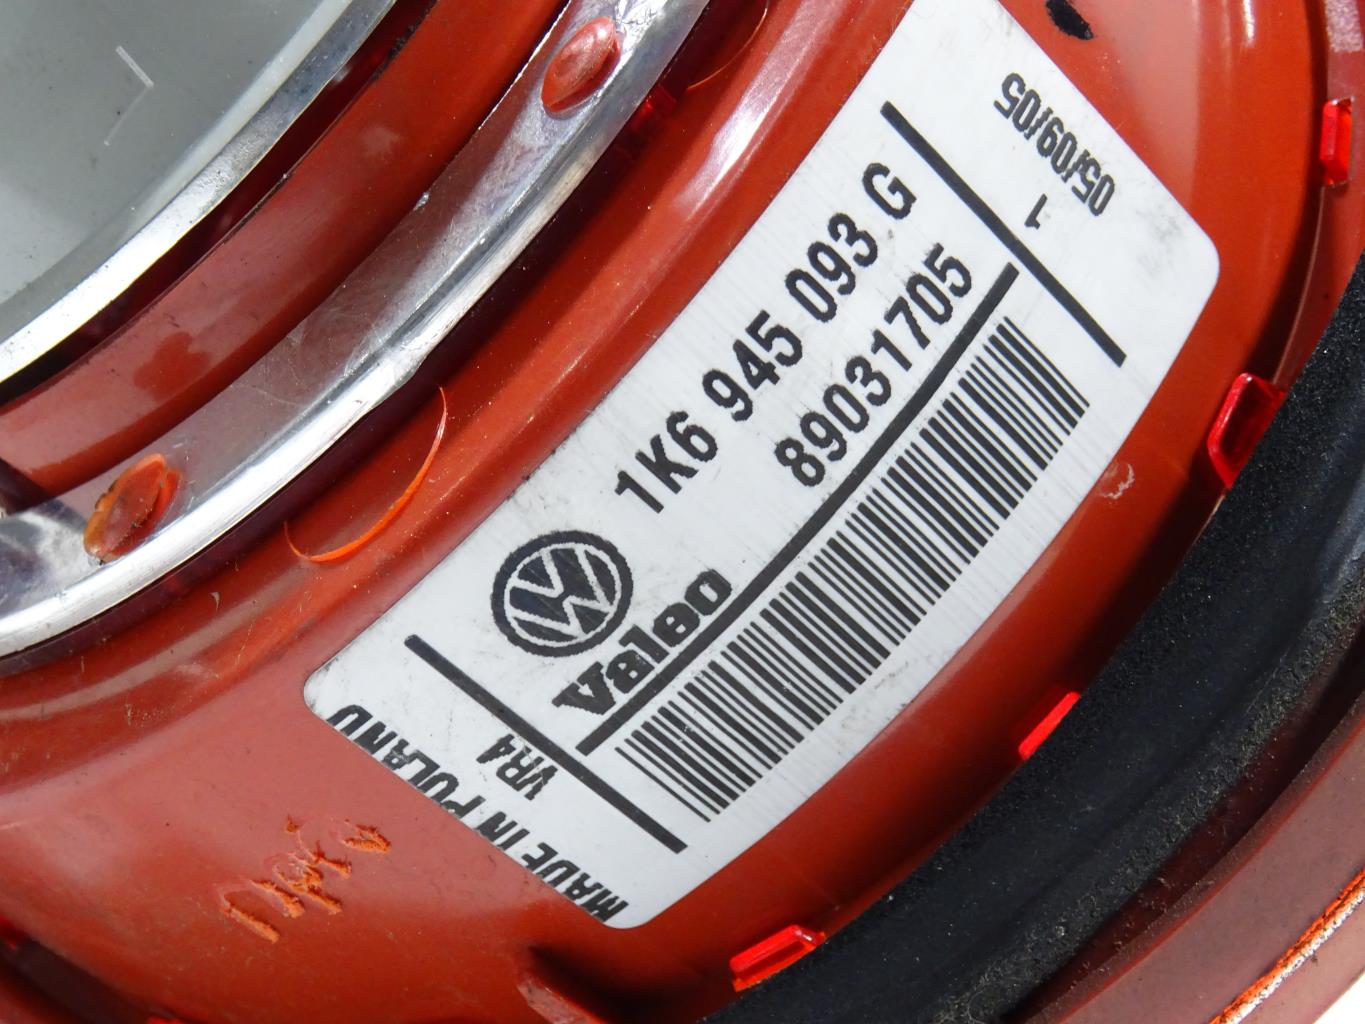 05/09/05
1
1K6 945 093 G
89031705
Valeo
VR4
MADE IN POLAND